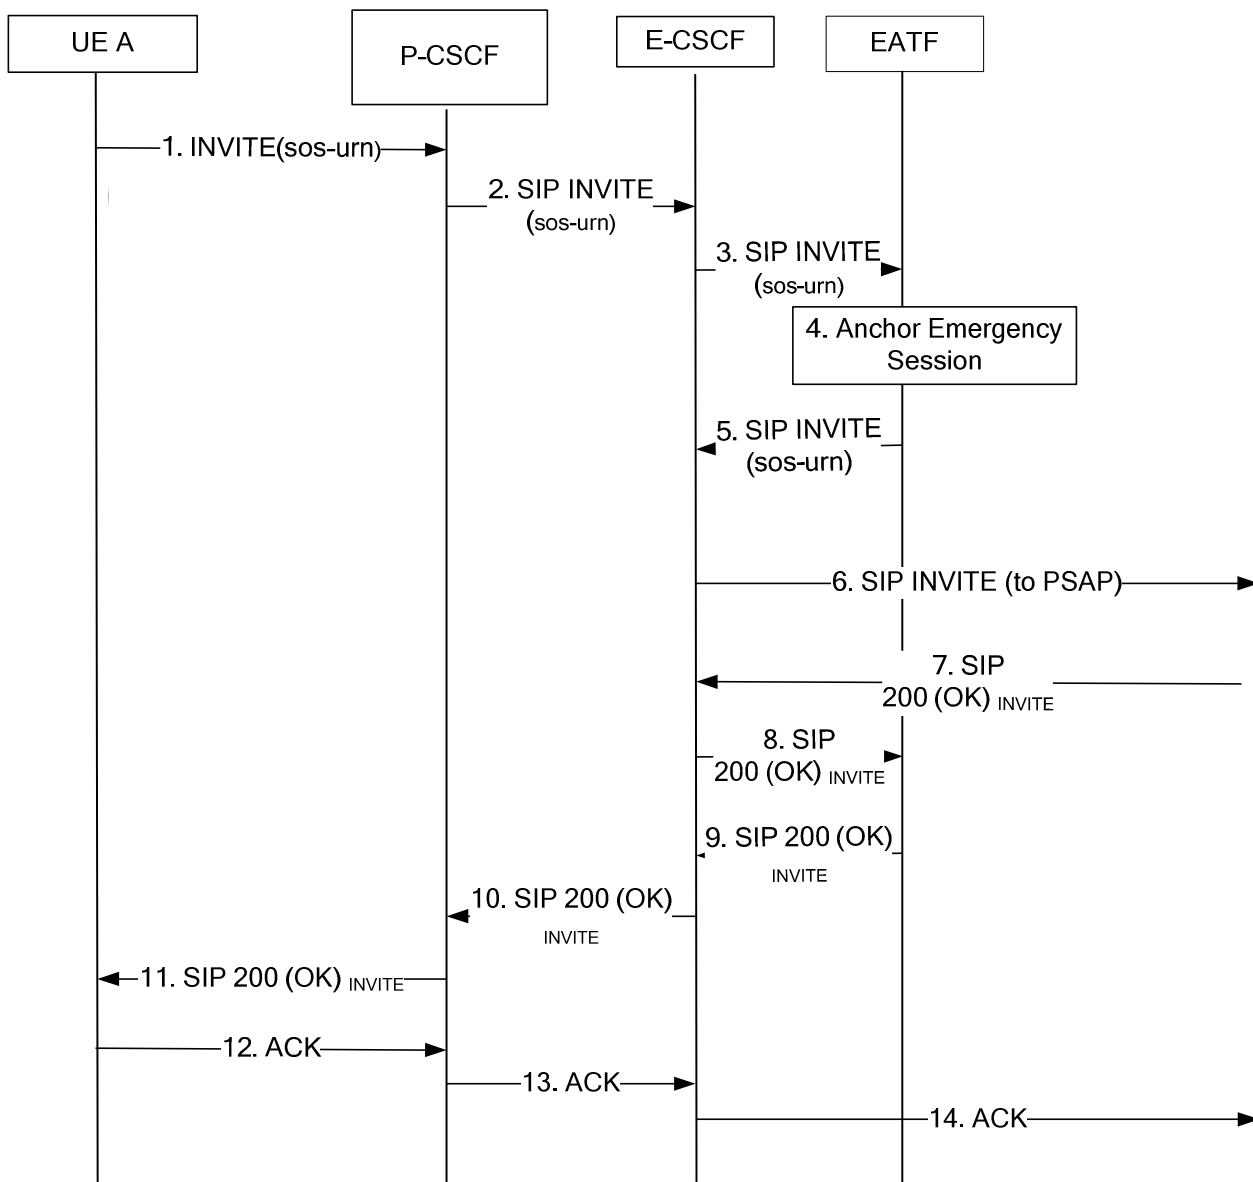 UE A
P-CSCF
E-CSCF
EATF
1. INVITE(sos-urn)
2. SIP INVITE
(sos-urn)
3. SIP INVITE
(sos-urn)
4. Anchor Emergency
Session
5. SIP INVITE
(sos-urn)
6. SIP INVITE (to PSAP)
7. SIP
200 (OK) INVITE
8. SIP
200 (OK) INVITE
9. SIP 200 (OK)
INVITE
10. SIP 200 (OK)
INVITE
11. SIP 200 (OK) INVITE
12. ACK
13. ACK
14. ACK